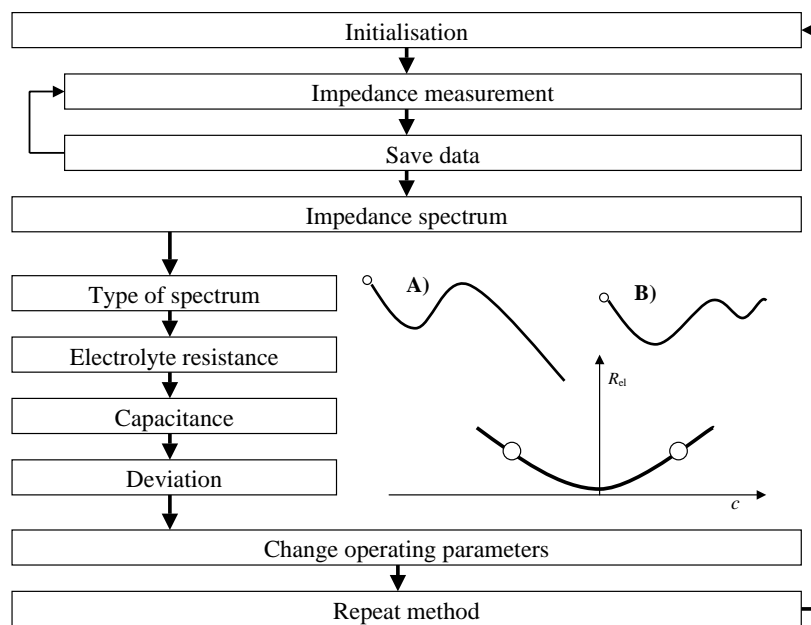 Initialisation
Impedance measurement
Save data
Impedance spectrum
Type of spectrum
Electrolyte resistance
Capacitance
Deviation
A)
B)
Rel
c
Change operating parameters
Repeat method